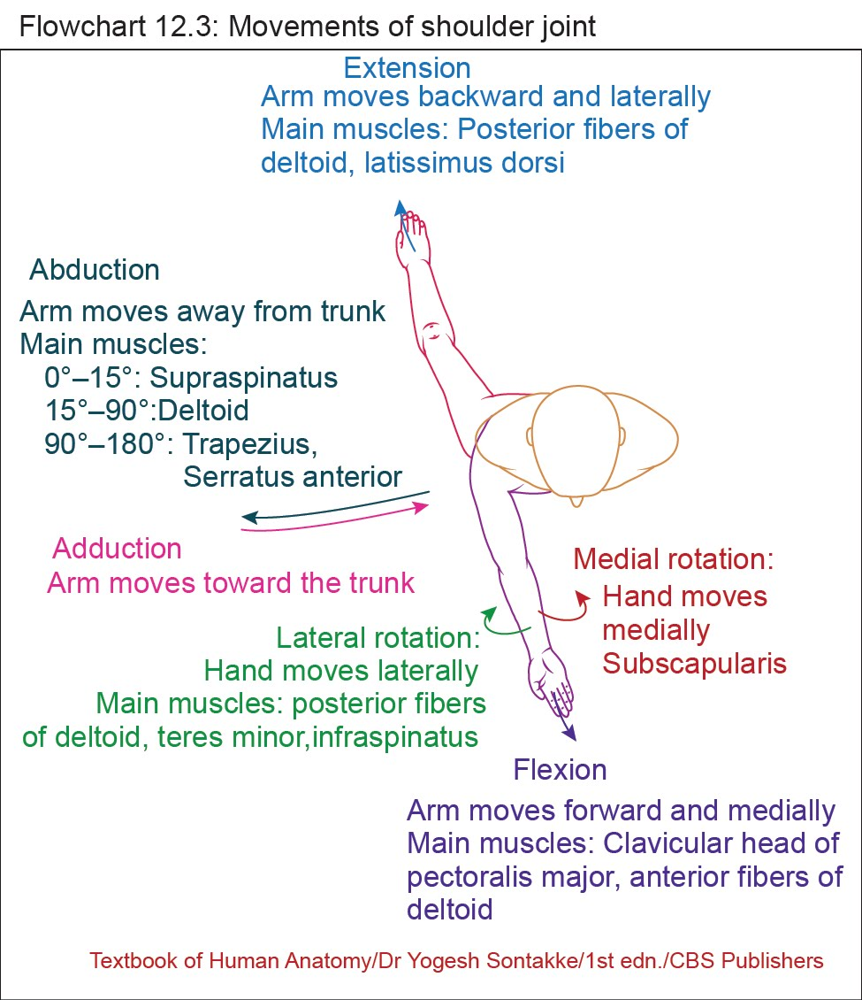 Flowchart 12.3: Movements of shoulder joint
Extension
Arm moves backward and laterally
Main muscles: Posterior fibers of
deltoid, latissimus dorsi
Abduction
Arm moves away from trunk
Main muscles:
0°–15°: Supraspinatus
15°–90°:Deltoid
90°–180°: Trapezius,
Serratus anterior
Adduction
Arm moves toward the trunk
Medial rotation:
Hand moves
medially
Subscapularis
Lateral rotation:
Hand moves laterally
Main muscles: posterior fibers
of deltoid, teres minor,infraspinatus
Flexion
Arm moves forward and medially
Main muscles: Clavicular head of
pectoralis major, anterior fibers of
deltoid
Textbook of Human Anatomy/Dr Yogesh Sontakke/1st edn./CBS Publishers